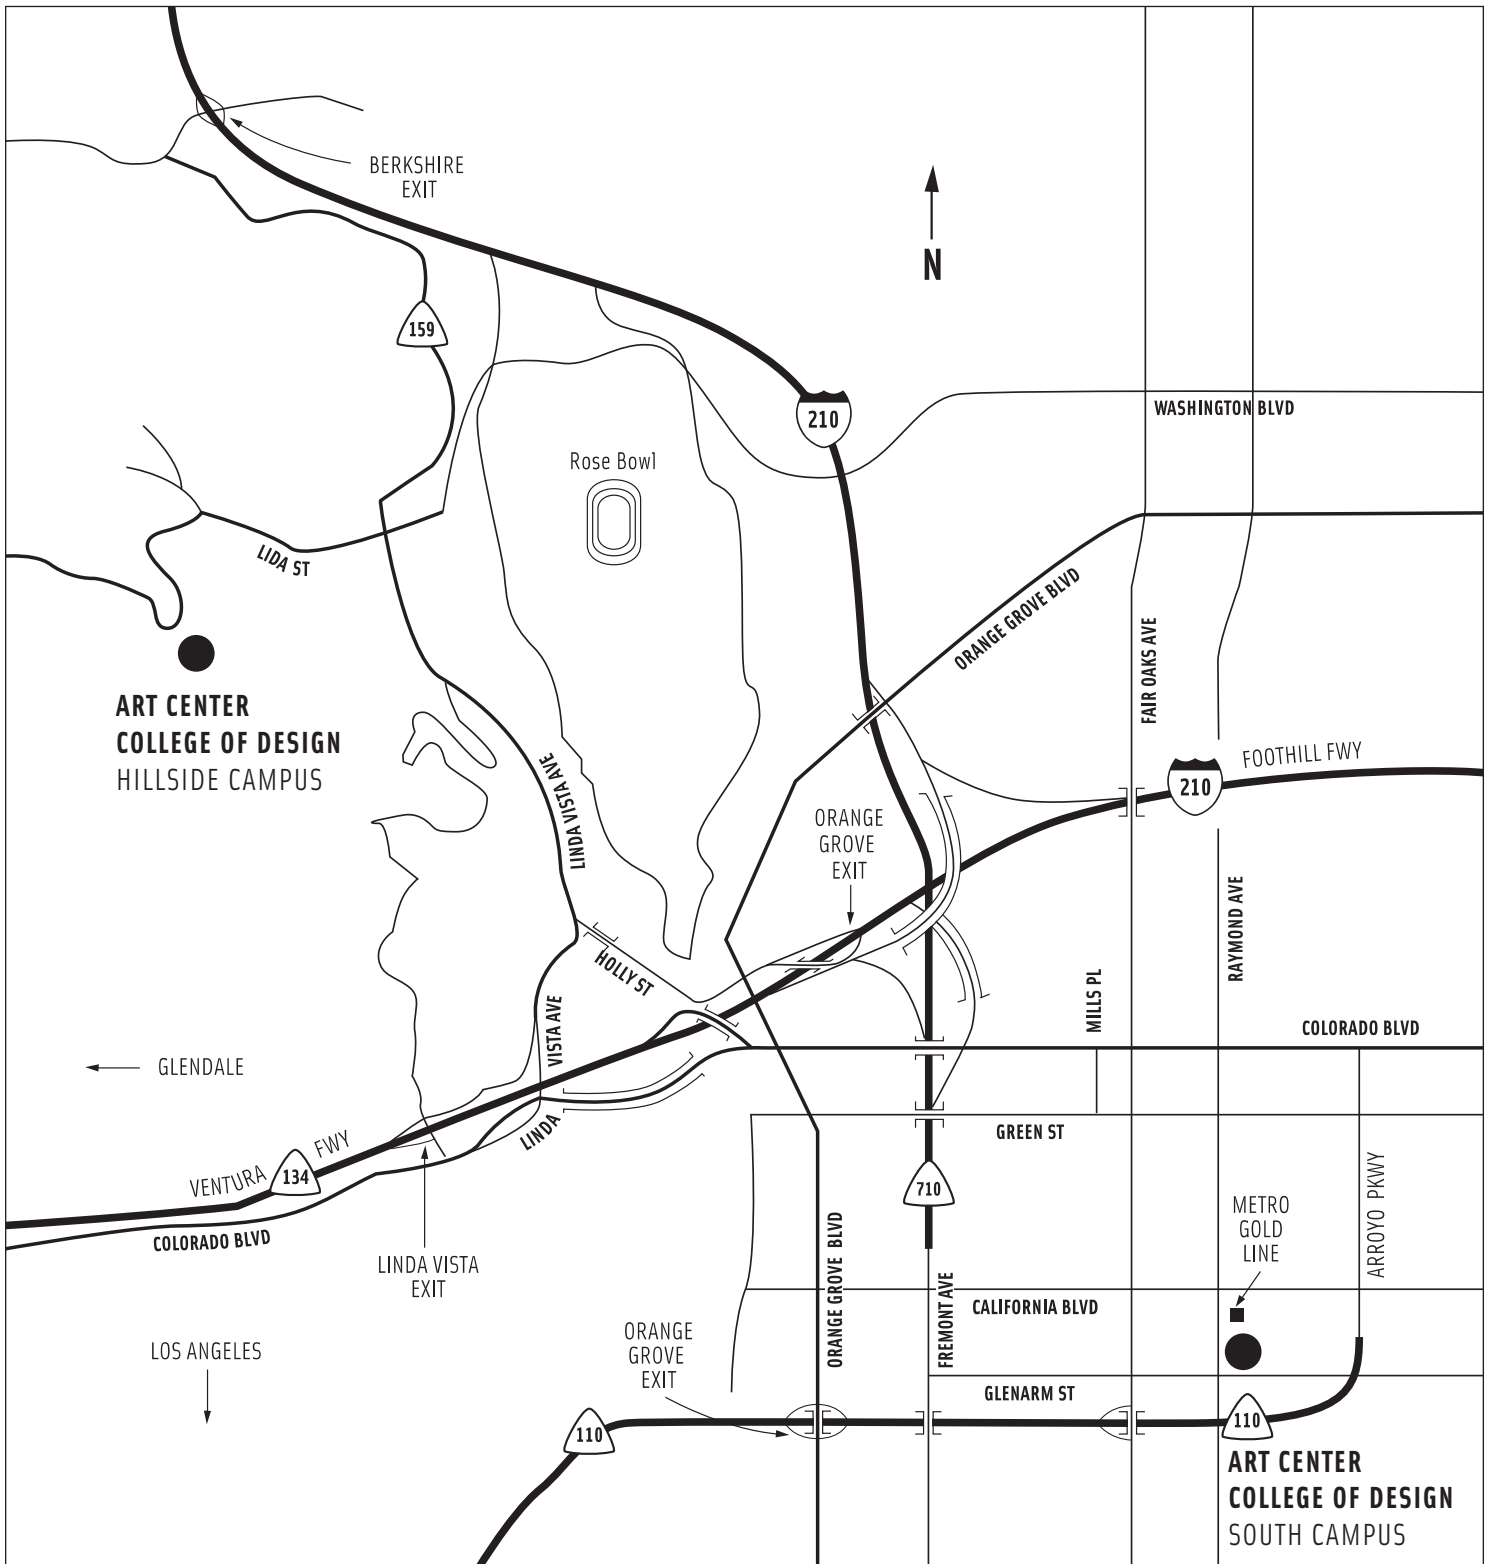 BERKSHIRE
EXIT
N
159
210
WASHINGTON BLVD
Rose Bowl
LIDA ST
ORANGE GROVE BLVD
FAIR OAKS AVE
ART CENTER
COLLEGE OF DESIGN
HILLSIDE CAMPUS
LINDA VISTA AVE
FOOTHILL FWY
210
ORANGE
GROVE
EXIT
RAYMOND AVE
HOLLY ST
MILLS PL
VISTA AVE
COLORADO BLVD
GLENDALE
LINDA
GREEN ST
FWY
VENTURA
134
710
ARROYO PKWY
METRO
GOLD
LINE
COLORADO BLVD
LINDA VISTA
EXIT
ORANGE GROVE BLVD
FREMONT AVE
CALIFORNIA BLVD
LOS ANGELES
ORANGE
GROVE
EXIT
GLENARM ST
110
110
ART CENTER
COLLEGE OF DESIGN
SOUTH CAMPUS